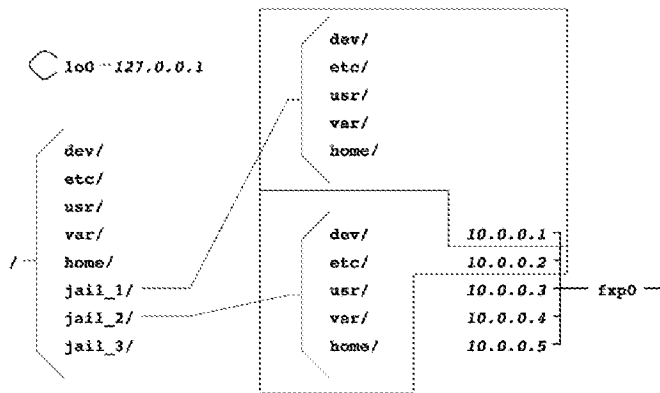 lo0 127.0.0.1
dev/
etc/
usr/
var/
home/
/
dev/
etc/
usr/
var/
home/
jail_1/
jail_2/
jail_3/
dev/
etc/
usr/
var/
home/
10.0.0.1
10.0.0.2
10.0.0.3
10.0.0.4
10.0.0.5
fxp0